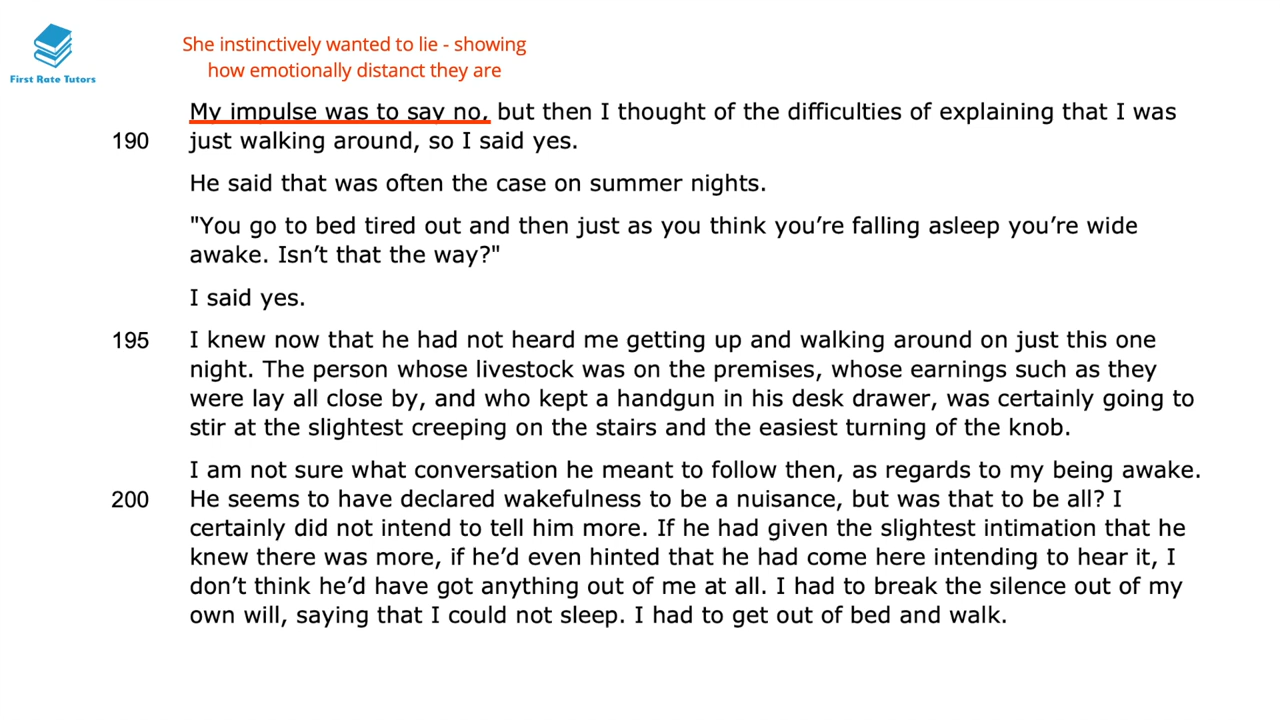 She instinctively wanted to lie - showing
how emotionally distanct they are
First Rate Tutors
My impulse was to say no, but then I thought of the difficulties of explaining that I was
190 just walking around, so I said yes.
He said that was often the case on summer nights.
"You go to bed tired out and then just as you think you’re falling asleep you’re wide
awake. Isn’t that the way?"
I said yes.
195 I knew now that he had not heard me getting up and walking around on just this one
night. The person whose livestock was on the premises, whose earnings such as they
were lay all close by, and who kept a handgun in his desk drawer, was certainly going to
stir at the slightest creeping on the stairs and the easiest turning of the knob.
I am not sure what conversation he meant to follow then, as regards to my being awake.
200 He seems to have declared wakefulness to be a nuisance, but was that to be all? I
certainly did not intend to tell him more. If he had given the slightest intimation that he
knew there was more, if he’d even hinted that he had come here intending to hear it, I
don’t think he’d have got anything out of me at all. I had to break the silence out of my
own will, saying that I could not sleep. I had to get out of bed and walk.